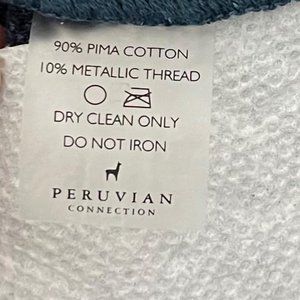 90% PIMA COTTON
10% METALLIC THREAD
DRY CLEAN ONLY
DO NOT IRON
PERUVIAN
CONNECTION